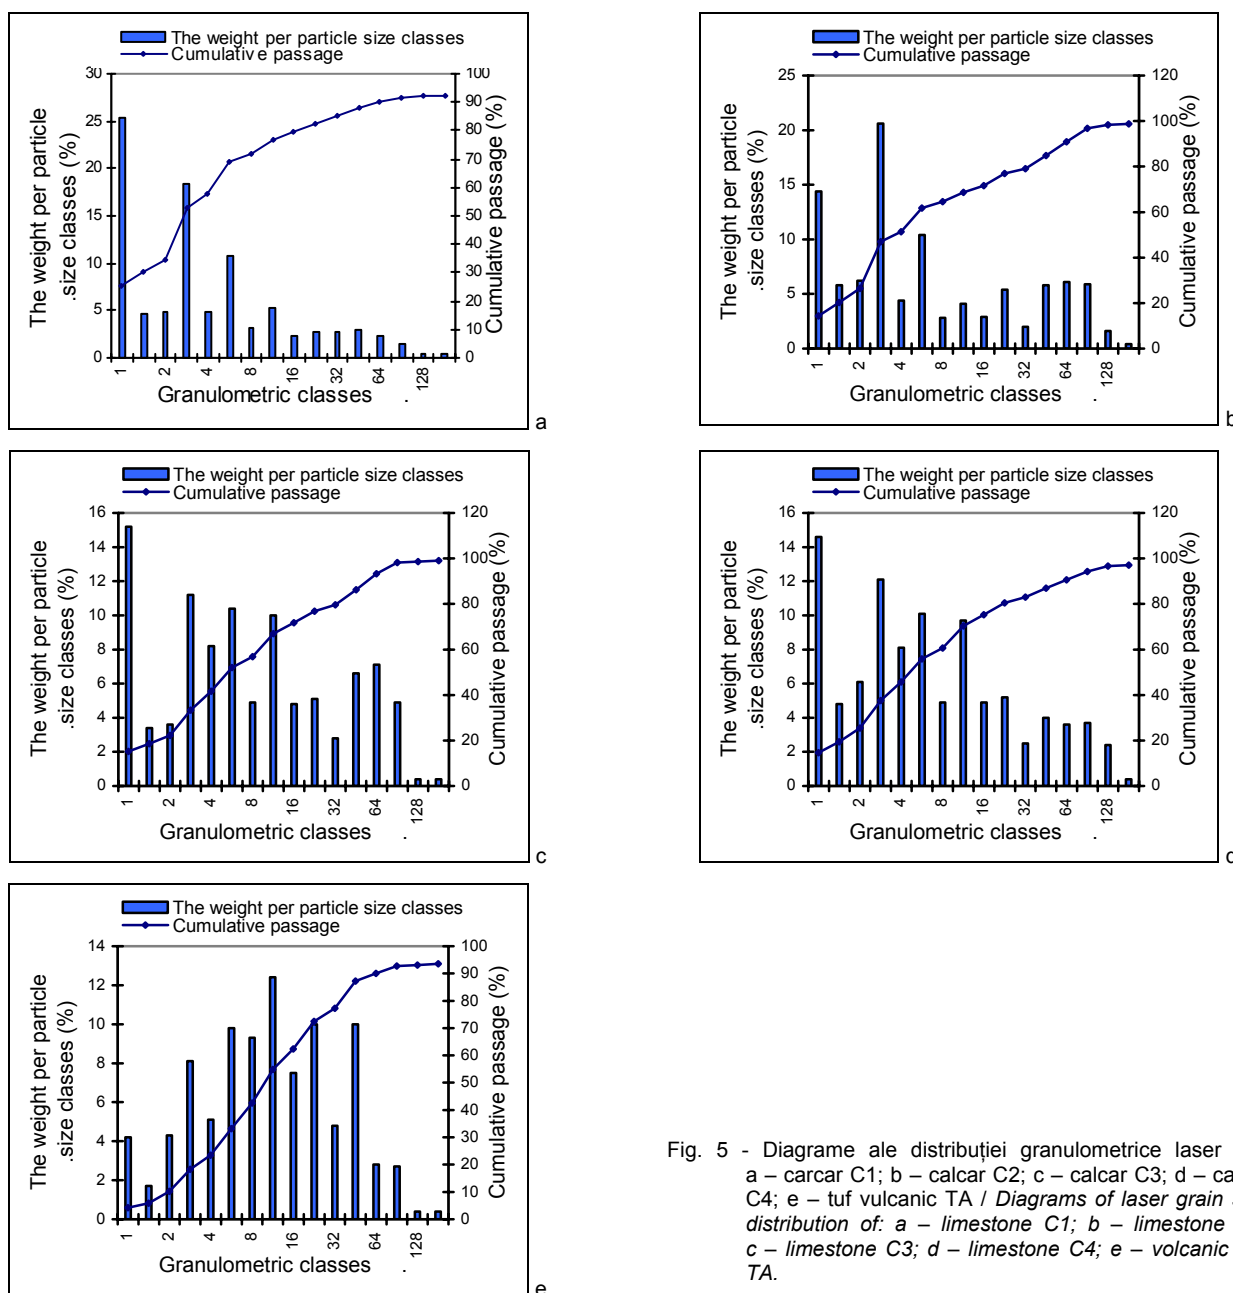 The weight per particle size classes
Cumulative passage
30
25
20
15
10
5
0
100
90
80
70
60
50
40
30
20
10
0
The weight per particle
.size classes (%)
Cumulative passage (%)
1
2
4
8
16
32
64
128
Granulometric classes .
a
The weight per particle size classes
Cumulative passage
25
20
15
10
5
0
120
100
80
60
40
20
0
The weight per particle
.size classes (%)
Cumulative passage (%)
1
2
4
8
16
32
64
128
Granulometric classes .
b
The weight per particle size classes
Cumulative passage
16
14
12
10
8
6
4
2
0
120
100
80
60
40
20
0
The weight per particle
.size classes (%)
Cumulative passage (%)
1
2
4
8
16
32
64
128
Granulometric classes .
c
The weight per particle size classes
Cumulative passage
16
14
12
10
8
6
4
2
0
120
100
80
60
40
20
0
The weight per particle
.size classes (%)
Cumulative passage (%)
1
2
4
8
16
32
64
128
Granulometric classes .
d
The weight per particle size classes
Cumulative passage
14
12
10
8
6
4
2
0
100
90
80
70
60
50
40
30
20
10
0
The weight per particle
.size classes (%)
Cumulative passage (%)
1
2
4
8
16
32
64
128
Granulometric classes .
e
Fig. 5 - Diagrame ale distribuției granulometrice laser
a – carcar C1; b – calcar C2; c – calcar C3; d – ca
C4; e – tuf vulcanic TA / Diagrams of laser grain
distribution of: a – limestone C1; b – limestone
c – limestone C3; d – limestone C4; e – volcanic
TA.